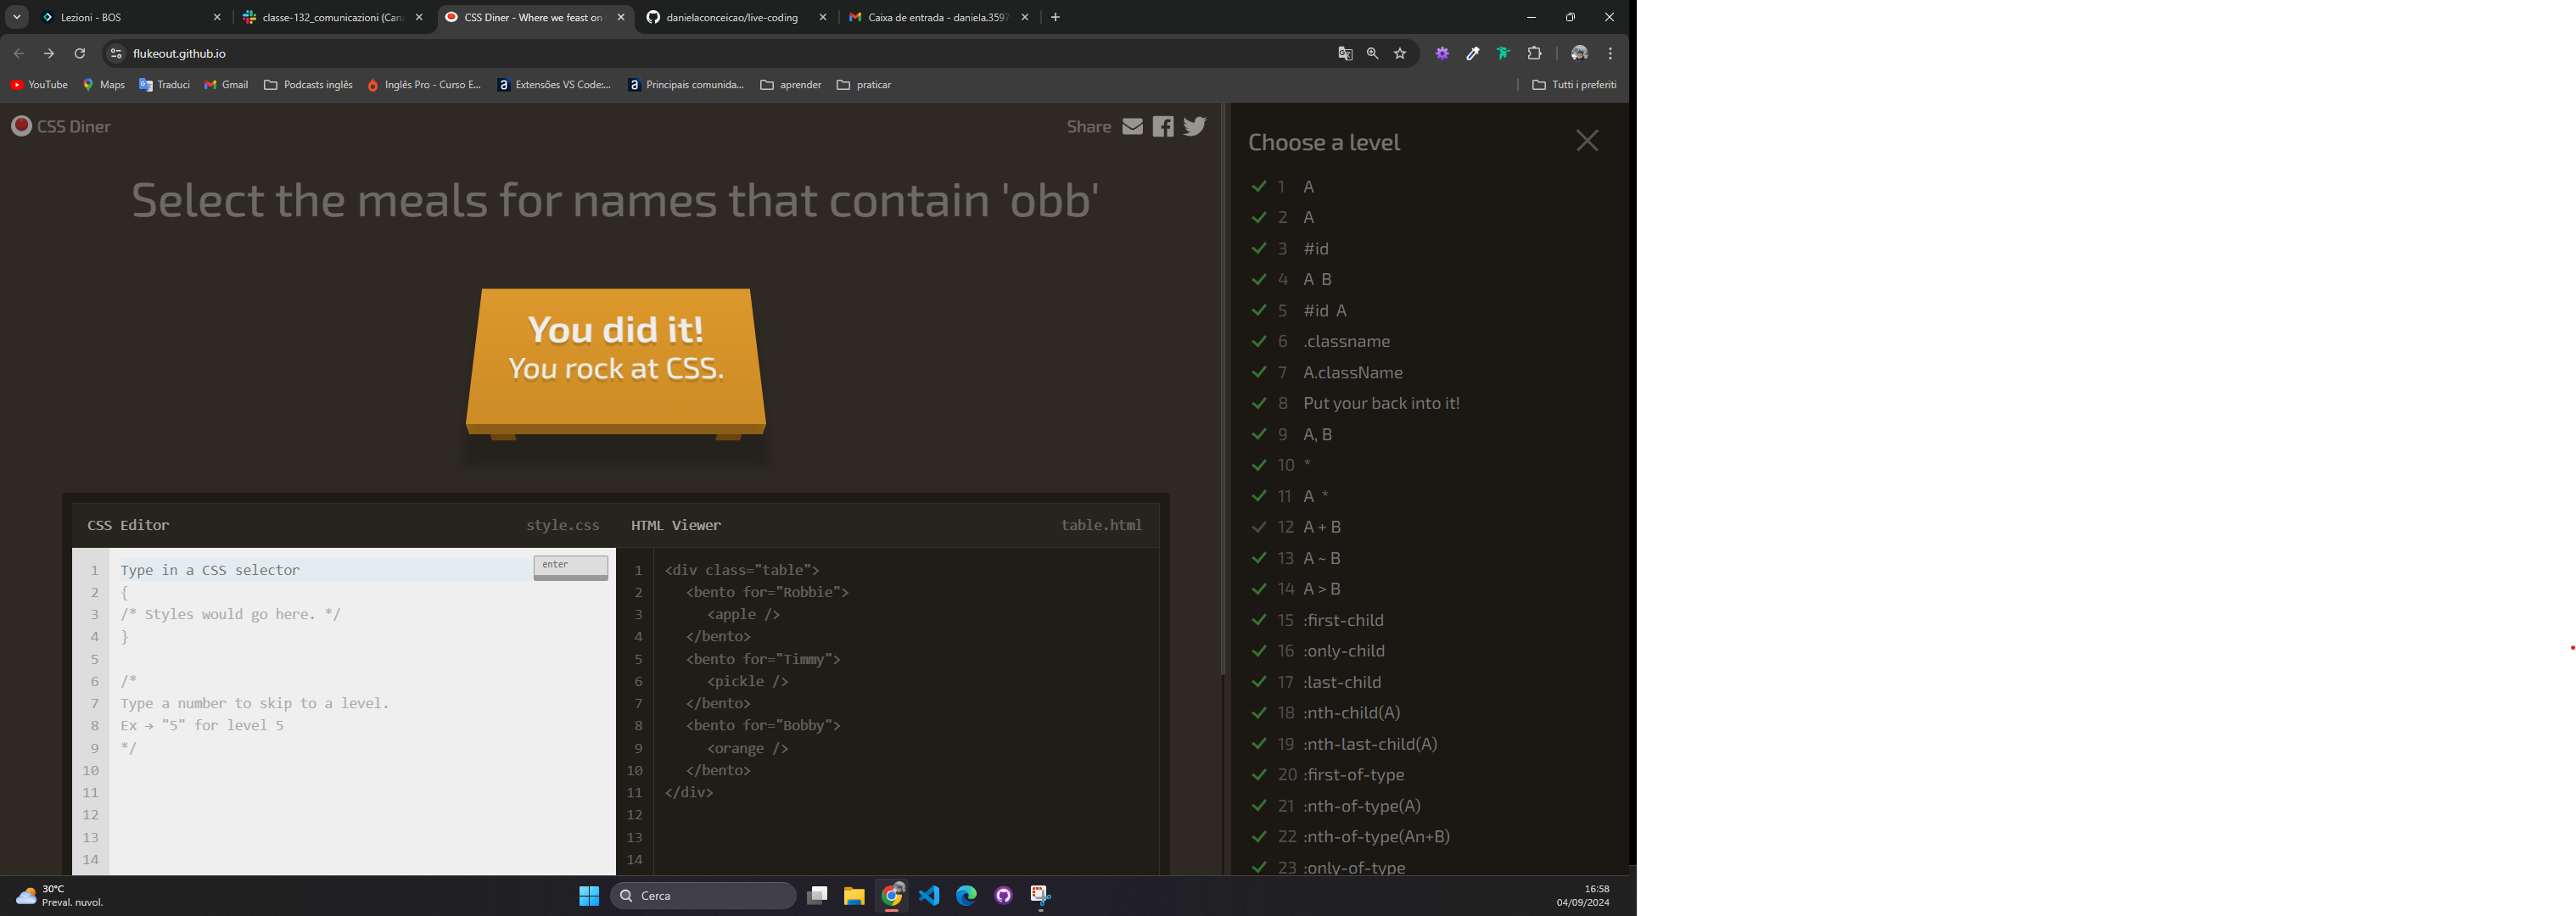 Lezioni - BOS
classe-132_comunicazioni (Can
CSS Diner - Where we feast on
danielaconceicao/live-coding
Caixa de entrada - daniela.3597
flukeout.github.io
YouTube
Maps
Traduci
Gmail
Podcasts inglês
Inglês Pro - Curso E...
Extensões VS Code:...
Principais comunida...
aprender
praticar
Tutti i preferiti
CSS Diner
Share
Select the meals for names that contain 'obb'
You did it!
You rock at CSS.
CSS Editor
style.css
1 Type in a CSS selector
enter
2 {
3 /* Styles would go here. */
4 }
5
6 /*
7 Type a number to skip to a level.
8 Ex → "5" for level 5
9 */
10
11
12
13
14
HTML Viewer
table.html
1 <div class="table">
2 <bento for="Robbie">
3 <apple />
4 </bento>
5 <bento for="Timmy">
6 <pickle />
7 </bento>
8 <bento for="Bobby">
9 <orange />
10 </bento>
11 </div>
12
13
14
Choose a level
1 A
2 A
3 #id
4 A B
5 #id A
6 .classname
7 A.className
8 Put your back into it!
9 A, B
10 *
11 A *
12 A + B
13 A ~ B
14 A > B
15 :first-child
16 :only-child
17 :last-child
18 :nth-child(A)
19 :nth-last-child(A)
20 :first-of-type
21 :nth-of-type(A)
22 :nth-of-type(An+B)
23 :only-of-type
30°C
Preval. nuvol.
Cerca
16:58
04/09/2024